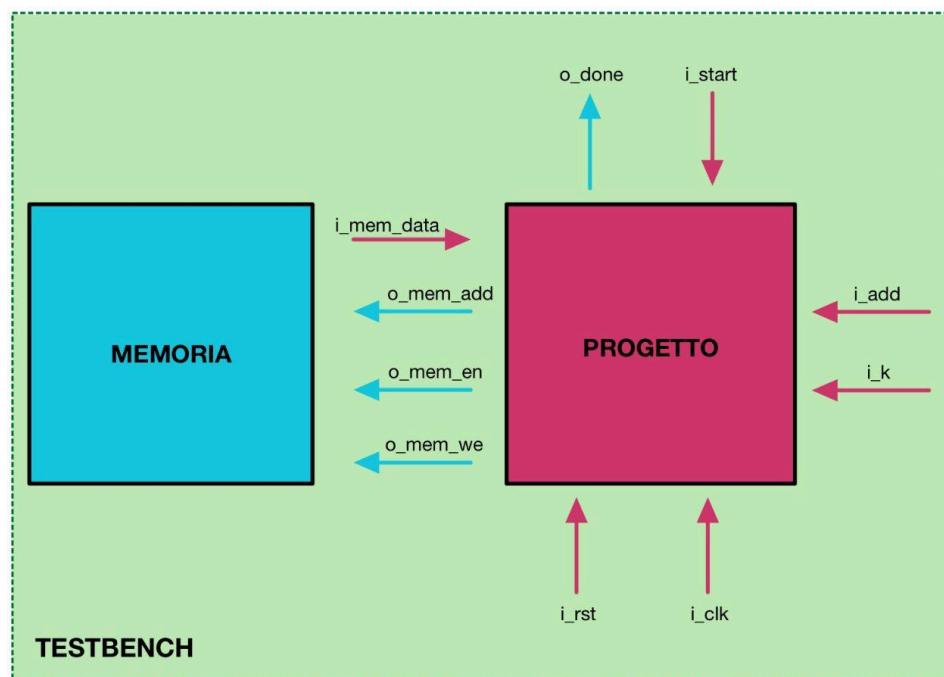 o_done
i_start
i_mem_data
o_mem_add
i_add
MEMORIA
PROGETTO
o_mem_en
i_k
o_mem_we
i_rst
i_clk
TESTBENCH